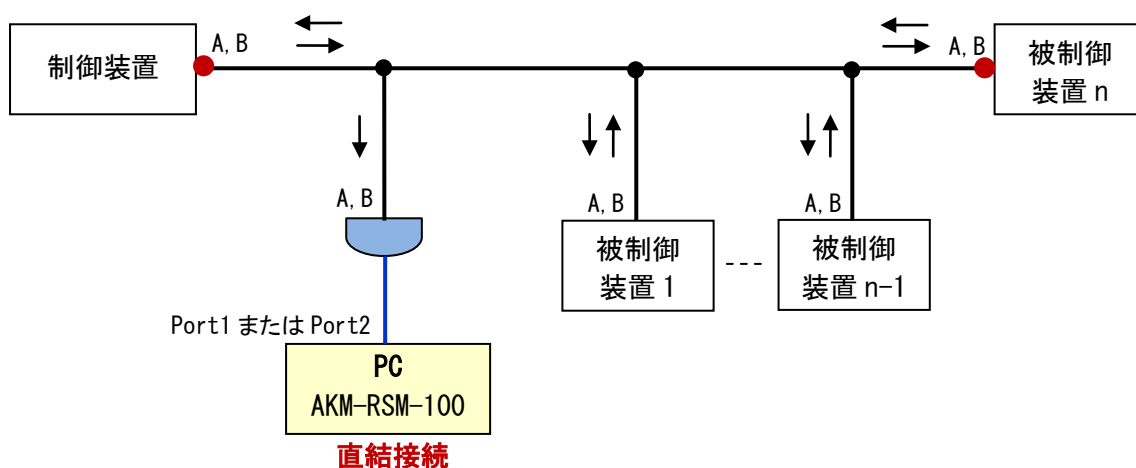 制御装置
A, B
A, B
被制御
装置 n
A, B
A, B
A, B
被制御
装置 1
---
被制御
装置 n-1
Port1 または Port2
PC
AKM-RSM-100
直結接続